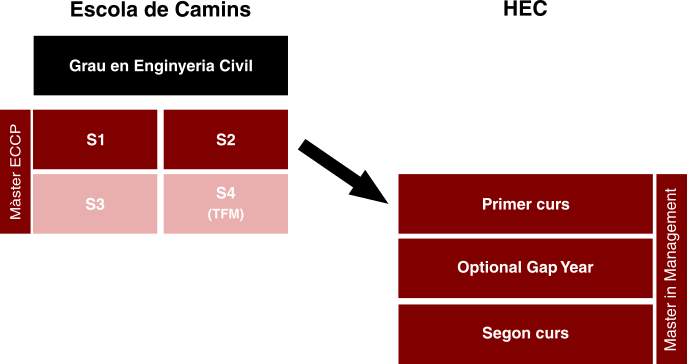 Escola de Camins
Grau en Enginyeria Civil
Màster ECCP
S1
S2
S3
S4
(TFM)
HEC
Primer curs
Optional Gap Year
Segon curs
Master in Management